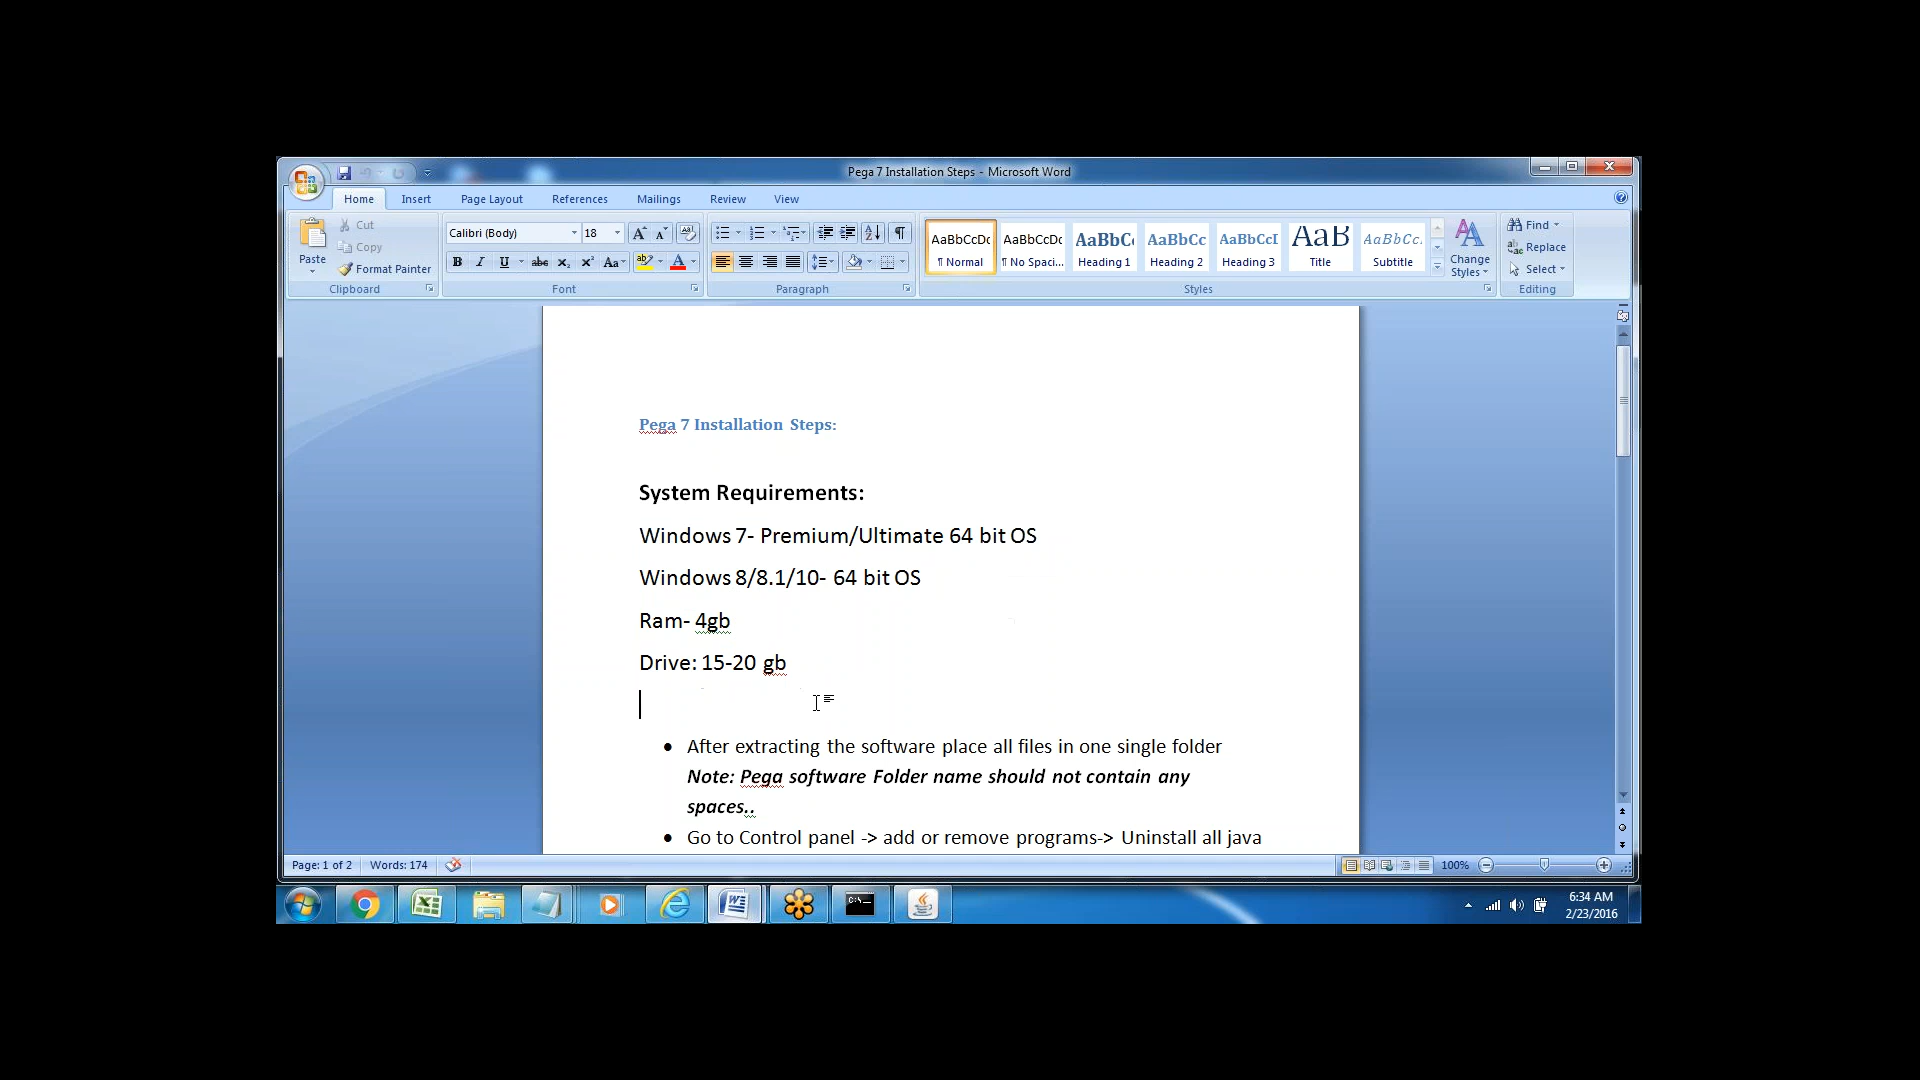 Pega 7 Installation Steps - Microsoft Word
Home Insert Page Layout References Mailings Review View
Paste
Cut
Copy
Format Painter
Clipboard
Calibri (Body) 18
Font
Paragraph
AaBbCcDc AaBbCcDc AaBbC AaBbCc AaBbCcI AaB AaBbCc.
¶ Normal ¶ No Spaci... Heading 1 Heading 2 Heading 3 Title Subtitle
Change Styles
Styles
Find
Replace
Select
Editing
Pega 7 Installation Steps:
System Requirements:
Windows 7- Premium/Ultimate 64 bit OS
Windows 8/8.1/10- 64 bit OS
Ram- 4gb
Drive: 15-20 gb
• After extracting the software place all files in one single folder
Note: Pega software Folder name should not contain any
spaces..
• Go to Control panel -> add or remove programs-> Uninstall all java
Page: 1 of 2 Words: 174 100%
6:34 AM
2/23/2016